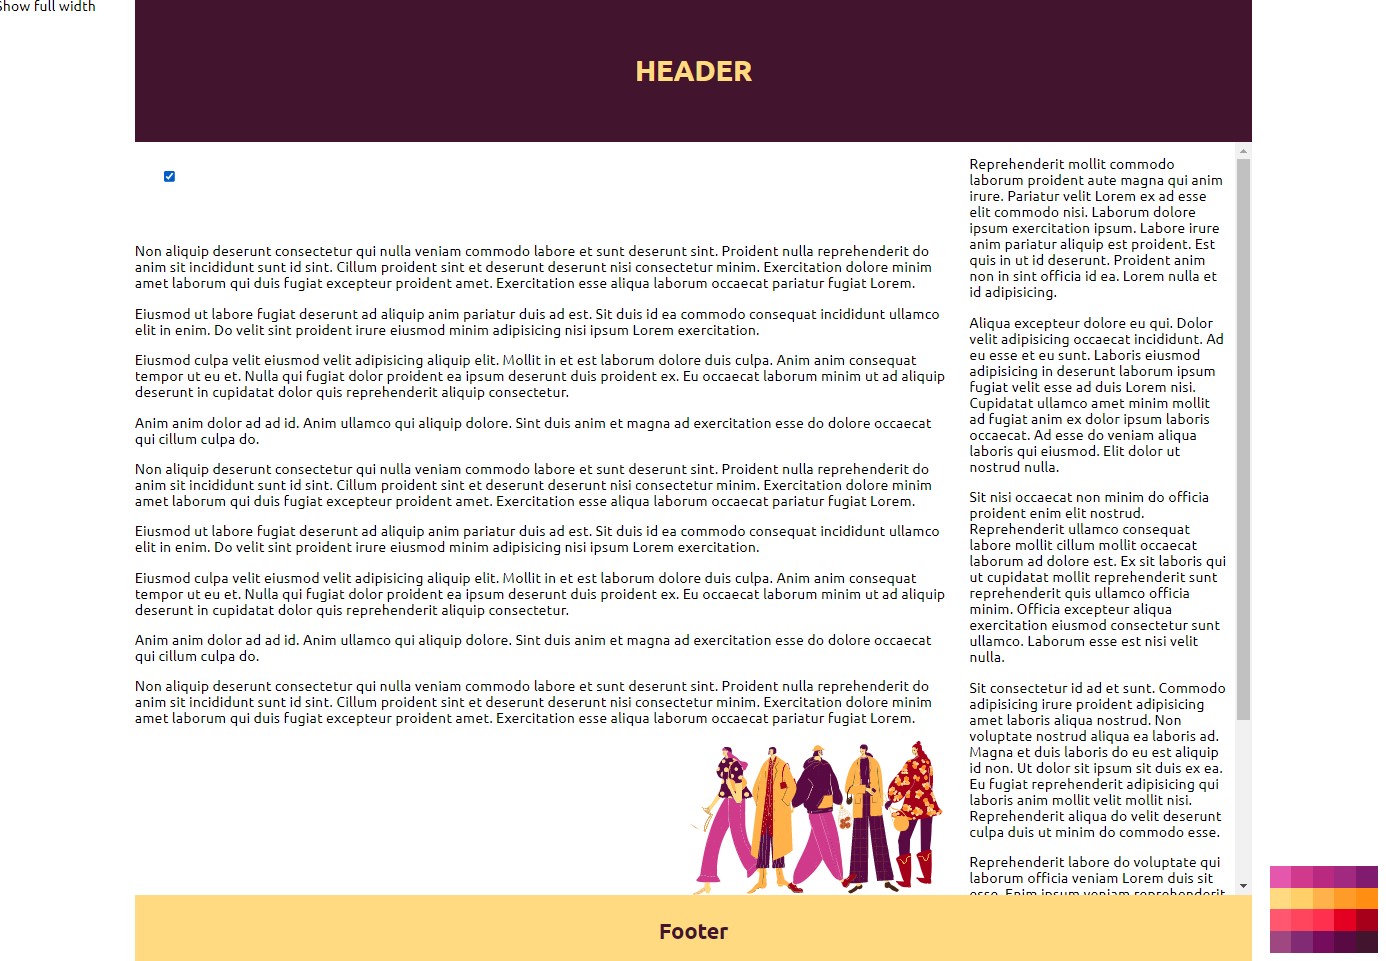 Show full width
HEADER
Non aliquip deserunt consectetur qui nulla veniam commodo labore et sunt deserunt sint. Proident nulla reprehenderit do
anim sit incididunt sunt id sint. Cillum proident sint et deserunt deserunt nisi consectetur minim. Exercitation dolore minim
amet laborum qui duis fugiat excepteur proident amet. Exercitation esse aliqua laborum occaecat pariatur fugiat Lorem.
Eiusmod ut labore fugiat deserunt ad aliquip anim pariatur duis ad est. Sit duis id ea commodo consequat incididunt ullamco
elit in enim. Do velit sint proident irure eiusmod minim adipisicing nisi ipsum Lorem exercitation.
Eiusmod culpa velit eiusmod velit adipisicing aliquip elit. Mollit in et est laborum dolore duis culpa. Anim anim consequat
tempor ut eu et. Nulla qui fugiat dolor proident ea ipsum deserunt duis proident ex. Eu occaecat laborum minim ut ad aliquip
deserunt in cupidatat dolor quis reprehenderit aliquip consectetur.
Anim anim dolor ad ad id. Anim ullamco qui aliquip dolore. Sint duis anim et magna ad exercitation esse do dolore occaecat
qui cillum culpa do.
Non aliquip deserunt consectetur qui nulla veniam commodo labore et sunt deserunt sint. Proident nulla reprehenderit do
anim sit incididunt sunt id sint. Cillum proident sint et deserunt deserunt nisi consectetur minim. Exercitation dolore minim
amet laborum qui duis fugiat excepteur proident amet. Exercitation esse aliqua laborum occaecat pariatur fugiat Lorem.
Eiusmod ut labore fugiat deserunt ad aliquip anim pariatur duis ad est. Sit duis id ea commodo consequat incididunt ullamco
elit in enim. Do velit sint proident irure eiusmod minim adipisicing nisi ipsum Lorem exercitation.
Eiusmod culpa velit eiusmod velit adipisicing aliquip elit. Mollit in et est laborum dolore duis culpa. Anim anim consequat
tempor ut eu et. Nulla qui fugiat dolor proident ea ipsum deserunt duis proident ex. Eu occaecat laborum minim ut ad aliquip
deserunt in cupidatat dolor quis reprehenderit aliquip consectetur.
Anim anim dolor ad ad id. Anim ullamco qui aliquip dolore. Sint duis anim et magna ad exercitation esse do dolore occaecat
qui cillum culpa do.
Non aliquip deserunt consectetur qui nulla veniam commodo labore et sunt deserunt sint. Proident nulla reprehenderit do
anim sit incididunt sunt id sint. Cillum proident sint et deserunt deserunt nisi consectetur minim. Exercitation dolore minim
amet laborum qui duis fugiat excepteur proident amet. Exercitation esse aliqua laborum occaecat pariatur fugiat Lorem.
Reprehenderit mollit commodo
laborum proident aute magna qui anim
irure. Pariatur velit Lorem ex ad esse
elit commodo nisi. Laborum dolore
ipsum exercitation ipsum. Labore irure
anim pariatur aliquip est proident. Est
quis in ut id deserunt. Proident anim
non in sint officia id ea. Lorem nulla et
id adipisicing.
Aliqua excepteur dolore eu qui. Dolor
velit adipisicing occaecat incididunt. Ad
eu esse et eu sunt. Laboris eiusmod
adipisicing in deserunt laborum ipsum
fugiat velit esse ad duis Lorem nisi.
Cupidatat ullamco amet minim mollit
ad fugiat anim ex dolor ipsum laboris
occaecat. Ad esse do veniam aliqua
laboris qui eiusmod. Elit dolor ut
nostrud nulla.
Sit nisi occaecat non minim do officia
proident enim elit nostrud.
Reprehenderit ullamco consequat
labore mollit cillum mollit occaecat
laborum ad dolore est. Ex sit laboris qui
ut cupidatat mollit reprehenderit sunt
reprehenderit quis ullamco officia
minim. Officia excepteur aliqua
exercitation eiusmod consectetur sunt
ullamco. Laborum esse est nisi velit
nulla.
Sit consectetur id ad et sunt. Commodo
adipisicing irure proident adipisicing
amet laboris aliqua nostrud. Non
voluptate nostrud aliqua ea laboris ad.
Magna et duis laboris do eu est aliquip
id non. Ut dolor sit ipsum sit duis ex ea.
Eu fugiat reprehenderit adipisicing qui
laboris anim mollit velit mollit nisi.
Reprehenderit aliqua do velit deserunt
culpa duis ut minim do commodo esse.
Reprehenderit labore do voluptate qui
laborum officia veniam Lorem duis sit
esse. Enim ipsum veniam reprehenderit
Footer